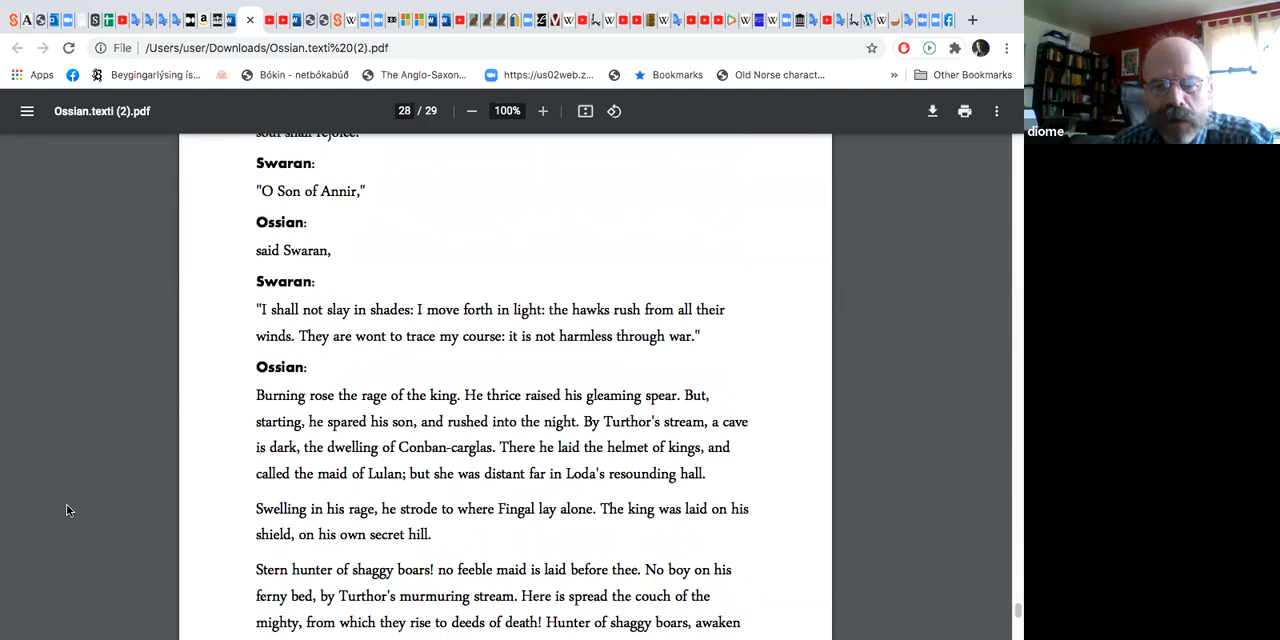 File /Users/user/Downloads/Ossian.texti%20(2).pdf
Apps Beygingarlýsing ís... Bókin - netbókabúð The Anglo-Saxon... https://us02web.z... Bookmarks Old Norse charact... » Other Bookmarks
Ossian.texti (2).pdf 28 / 29 100%
diome
soul shall rejoice.
Swaran:
"O Son of Annir,"
Ossian:
said Swaran,
Swaran:
"I shall not slay in shades: I move forth in light: the hawks rush from all their
winds. They are wont to trace my course: it is not harmless through war."
Ossian:
Burning rose the rage of the king. He thrice raised his gleaming spear. But,
starting, he spared his son, and rushed into the night. By Turthor's stream, a cave
is dark, the dwelling of Conban-carglas. There he laid the helmet of kings, and
called the maid of Lulan; but she was distant far in Loda's resounding hall.
Swelling in his rage, he strode to where Fingal lay alone. The king was laid on his
shield, on his own secret hill.
Stern hunter of shaggy boars! no feeble maid is laid before thee. No boy on his
ferny bed, by Turthor's murmuring stream. Here is spread the couch of the
mighty, from which they rise to deeds of death! Hunter of shaggy boars, awaken